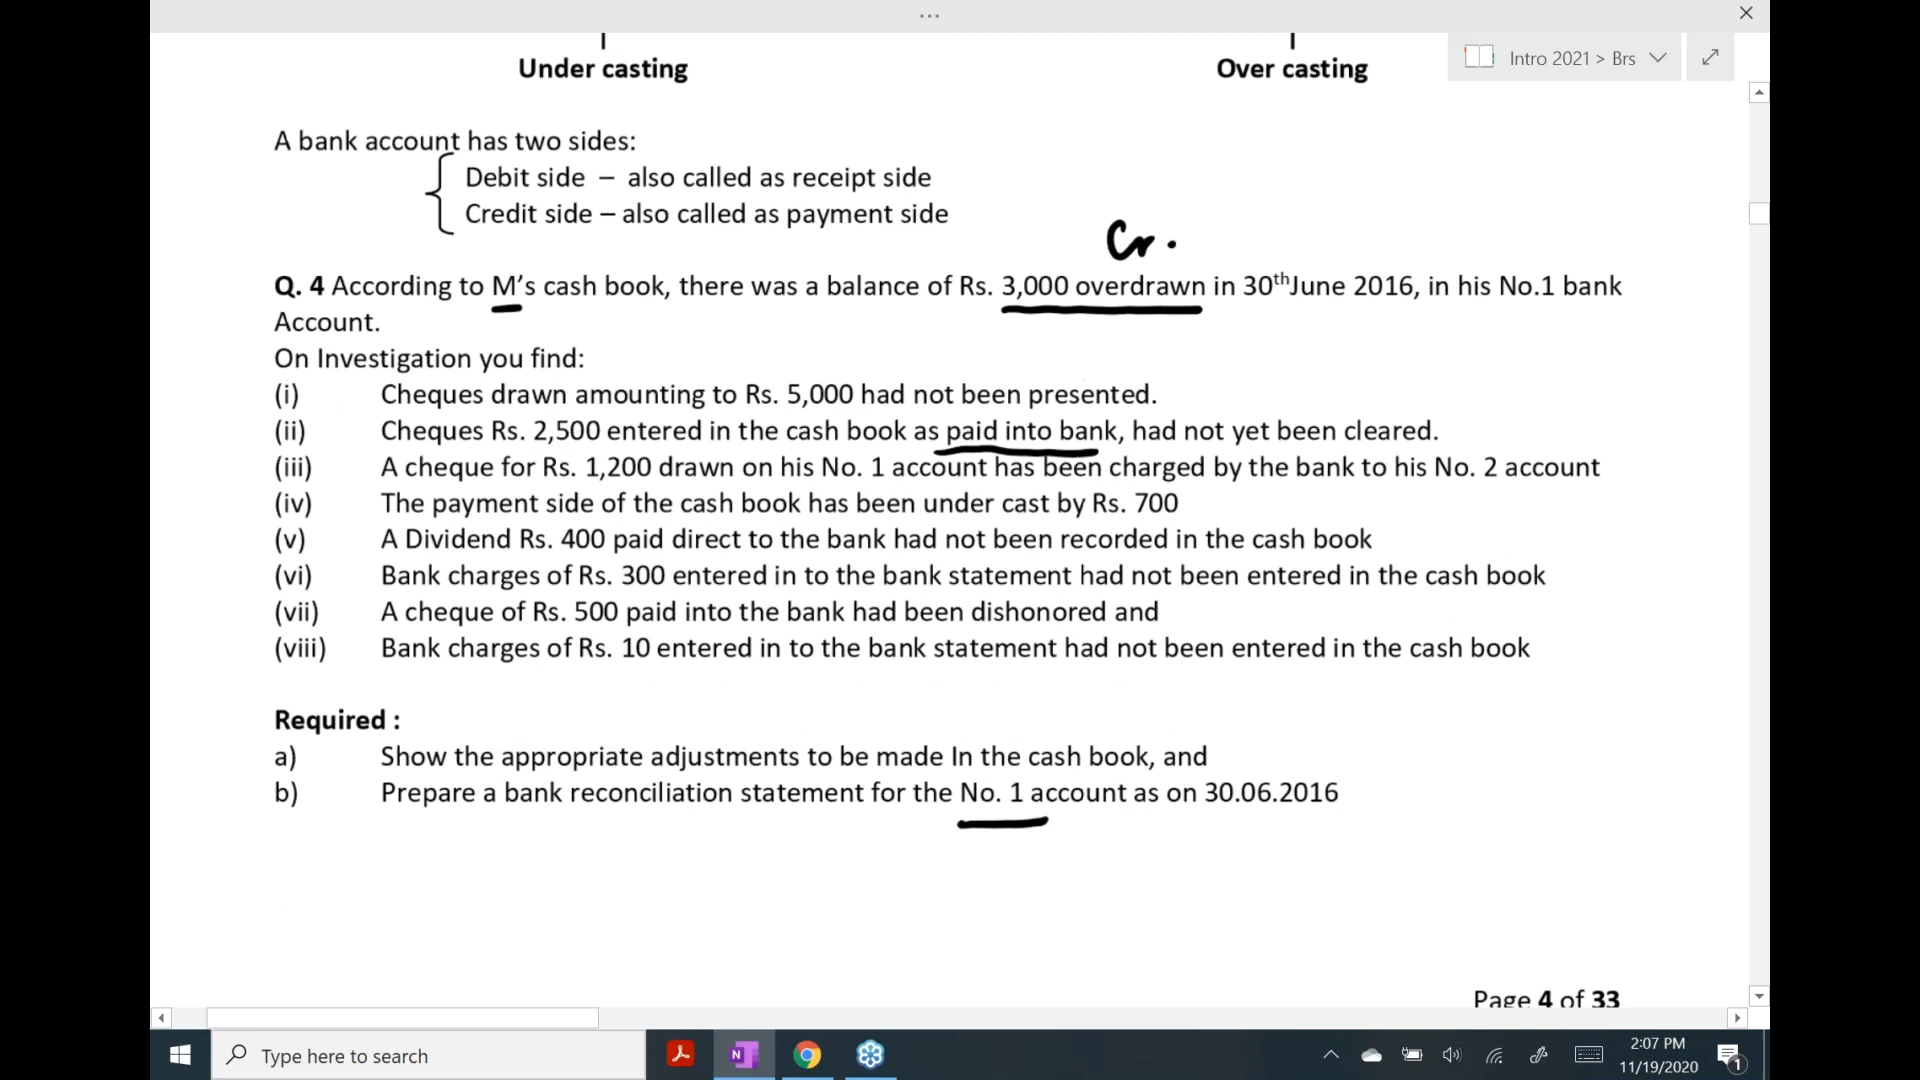 Under casting
Over casting
Intro 2021 > Brs
A bank account has two sides:
Debit side – also called as receipt side
Credit side – also called as payment side
Cr.
Q. 4 According to M's cash book, there was a balance of Rs. 3,000 overdrawn in 30thJune 2016, in his No.1 bank
Account.
On Investigation you find:
(i) Cheques drawn amounting to Rs. 5,000 had not been presented.
(ii) Cheques Rs. 2,500 entered in the cash book as paid into bank, had not yet been cleared.
(iii) A cheque for Rs. 1,200 drawn on his No. 1 account has been charged by the bank to his No. 2 account
(iv) The payment side of the cash book has been under cast by Rs. 700
(v) A Dividend Rs. 400 paid direct to the bank had not been recorded in the cash book
(vi) Bank charges of Rs. 300 entered in to the bank statement had not been entered in the cash book
(vii) A cheque of Rs. 500 paid into the bank had been dishonored and
(viii) Bank charges of Rs. 10 entered in to the bank statement had not been entered in the cash book
Required :
a) Show the appropriate adjustments to be made In the cash book, and
b) Prepare a bank reconciliation statement for the No. 1 account as on 30.06.2016
Page 4 of 33
Type here to search
N
2:07 PM
11/19/2020
1